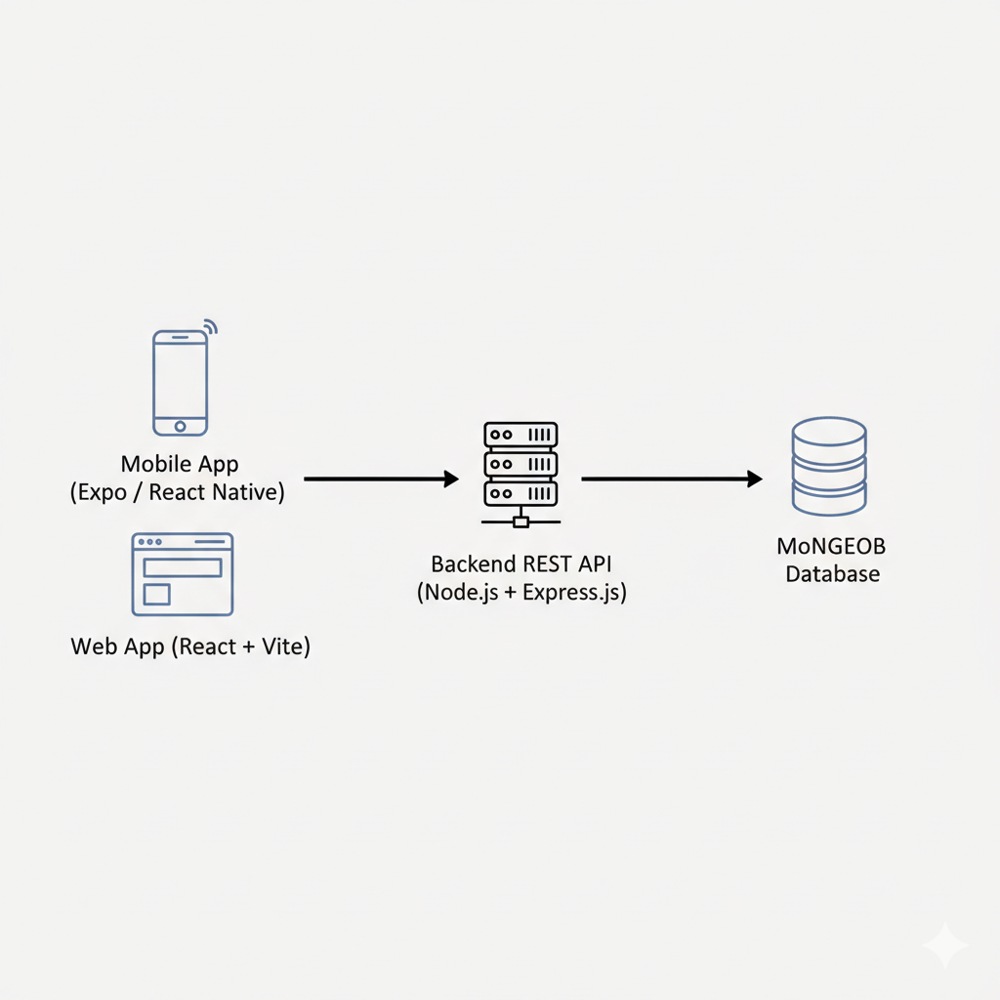 Mobile App
(Expo / React Native)
Web App (React + Vite)
Backend REST API
(Node.js + Express.js)
MoNGEOB
Database